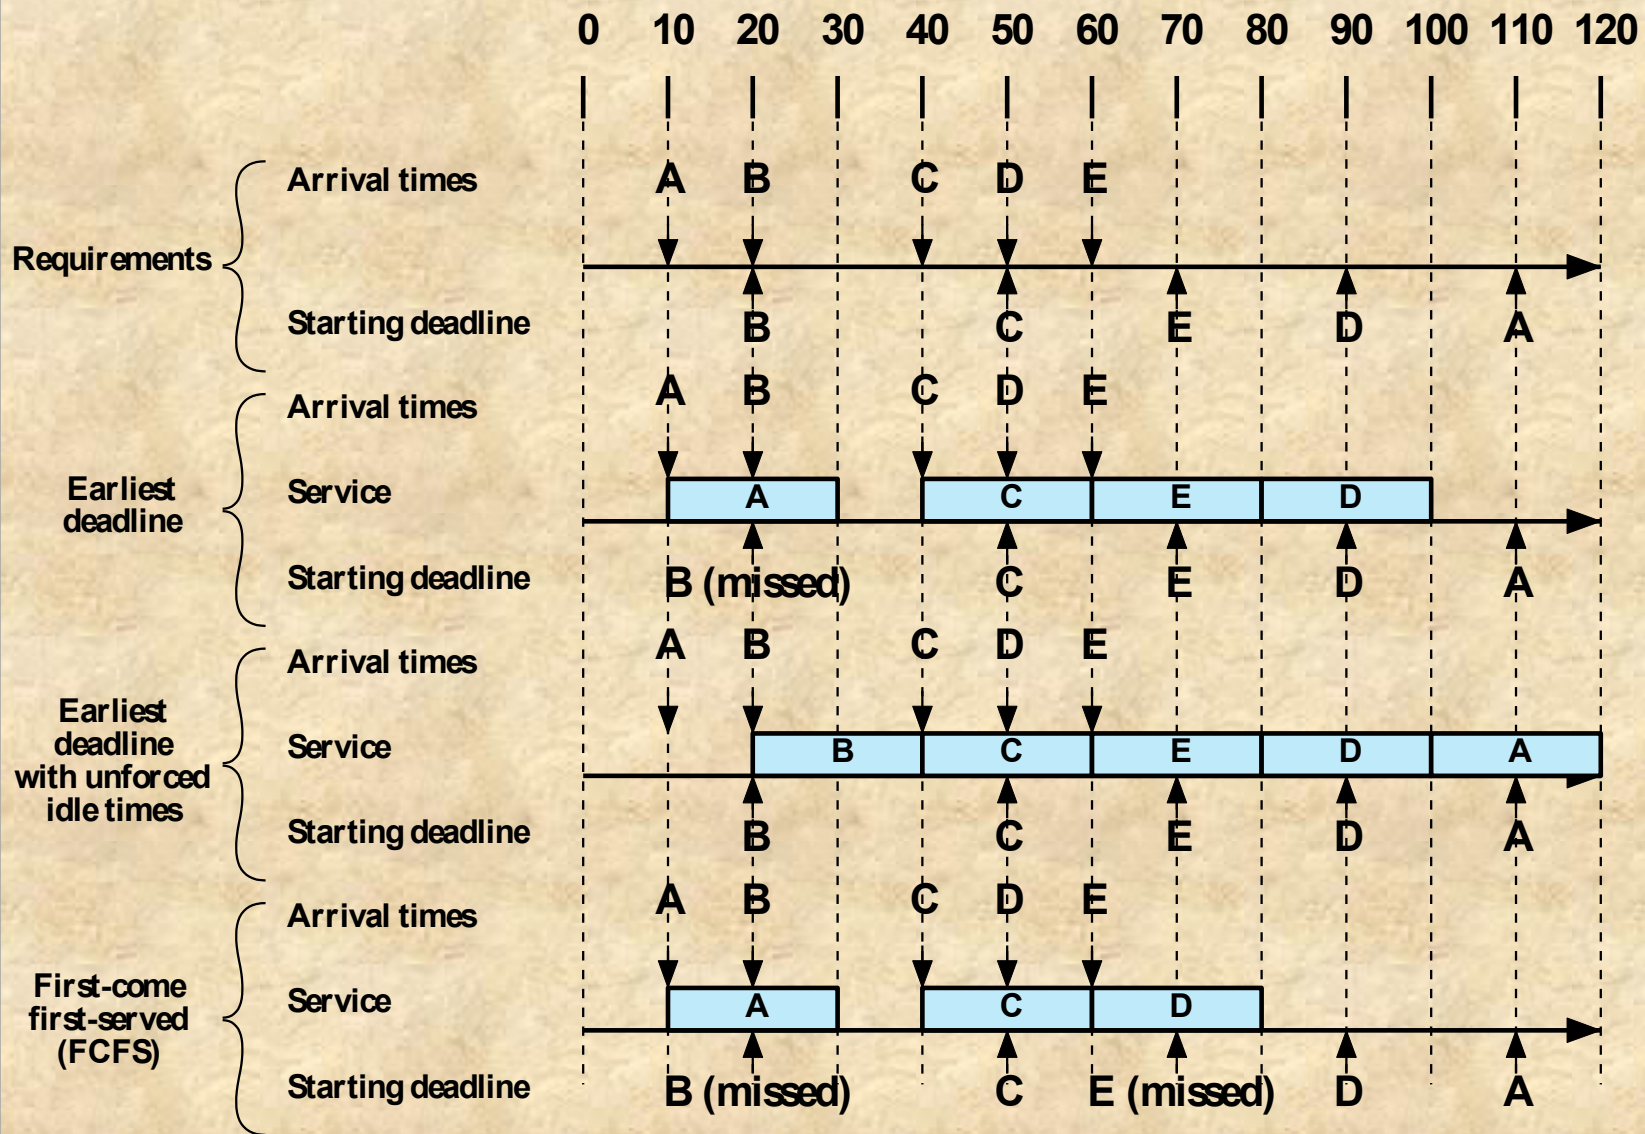 0 10 20 30 40 50 60 70 80 90 100 110 120
Requirements
Arrival times A B C D E
Starting deadline B C E D A
Earliest
deadline
Arrival times A B C D E
Service A C E D
Starting deadline B (missed) C E D A
Earliest
deadline
with unforced
idle times
Arrival times A B C D E
Service B C E D A
Starting deadline B C E D A
First-come
first-served
(FCFS)
Arrival times A B C D E
Service A C D
Starting deadline B (missed) C E (missed) D A